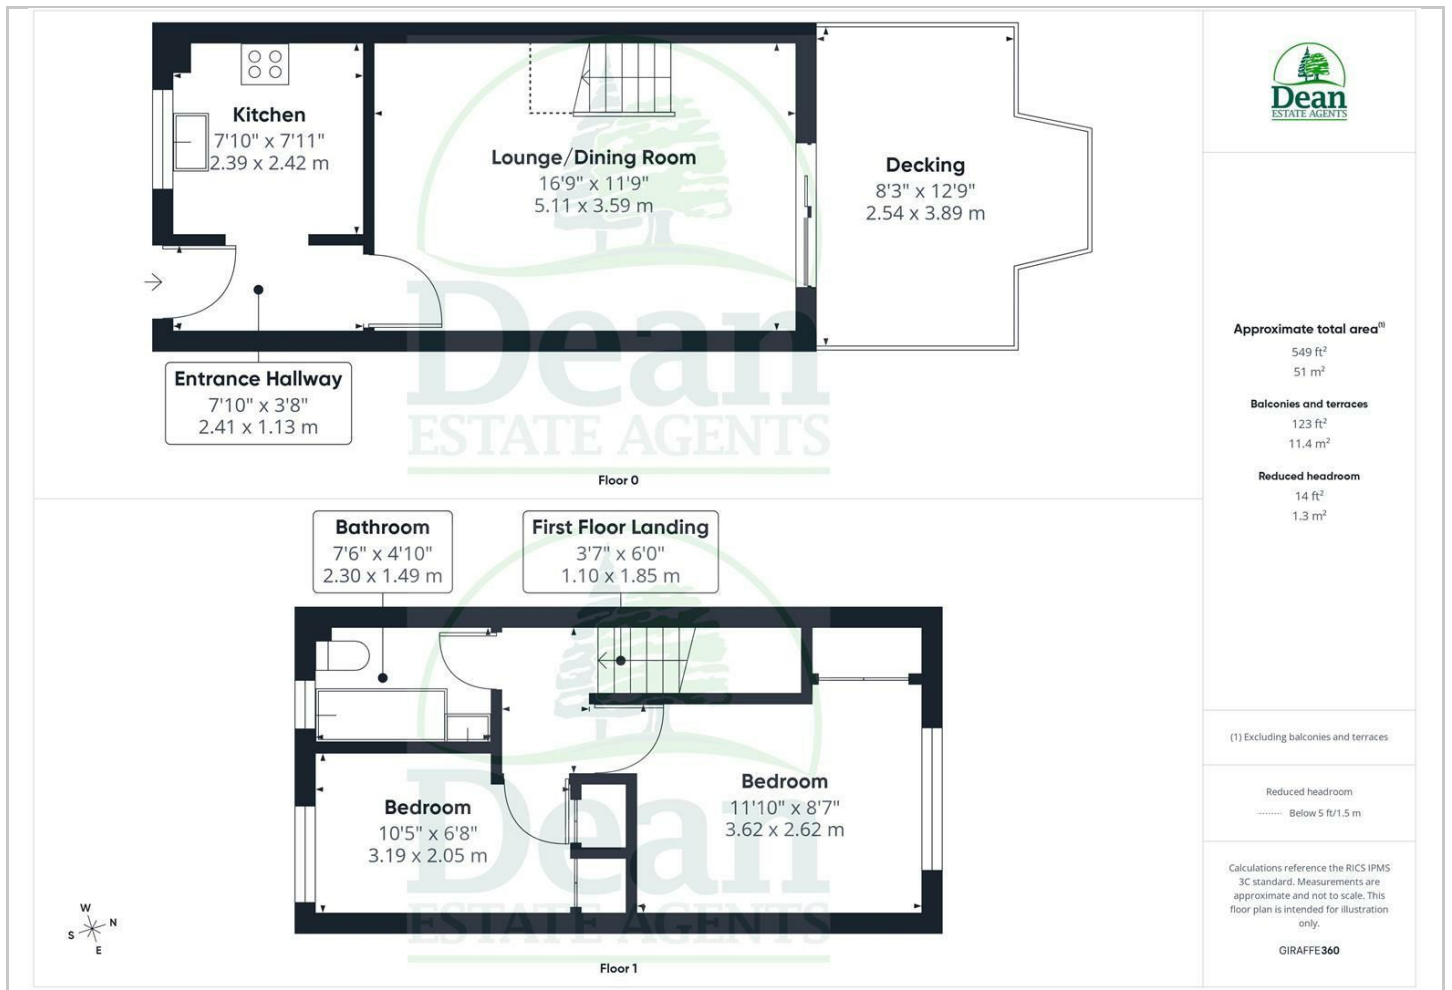 Kitchen
7'10" x 7'11"
2.39 x 2.42 m
Lounge/Dining Room
16'9" x 11'9"
5.11 x 3.59 m
Decking
8'3" x 12'9"
2.54 x 3.89 m
Entrance Hallway
7'10" x 3'8"
2.41 x 1.13 m
Dean
ESTATE AGENTS
Floor 0
Bathroom
7'6" x 4'10"
2.30 x 1.49 m
First Floor Landing
3'7" x 6'0"
1.10 x 1.85 m
Bedroom
10'5" x 6'8"
3.19 x 2.05 m
Bedroom
11'10" x 8'7"
3.62 x 2.62 m
Dean
ESTATE AGENTS
W
N
S
E
Floor 1
Dean
ESTATE AGENTS
Approximate total area(1)
549 ft²
51 m²
Balconies and terraces
123 ft²
11.4 m²
Reduced headroom
14 ft²
1.3 m²
(1) Excluding balconies and terraces
Reduced headroom
Below 5 ft/1.5 m
Calculations reference the RICS IPMS
3C standard. Measurements are
approximate and not to scale. This
floor plan is intended for illustration
only.
GIRAFFE360